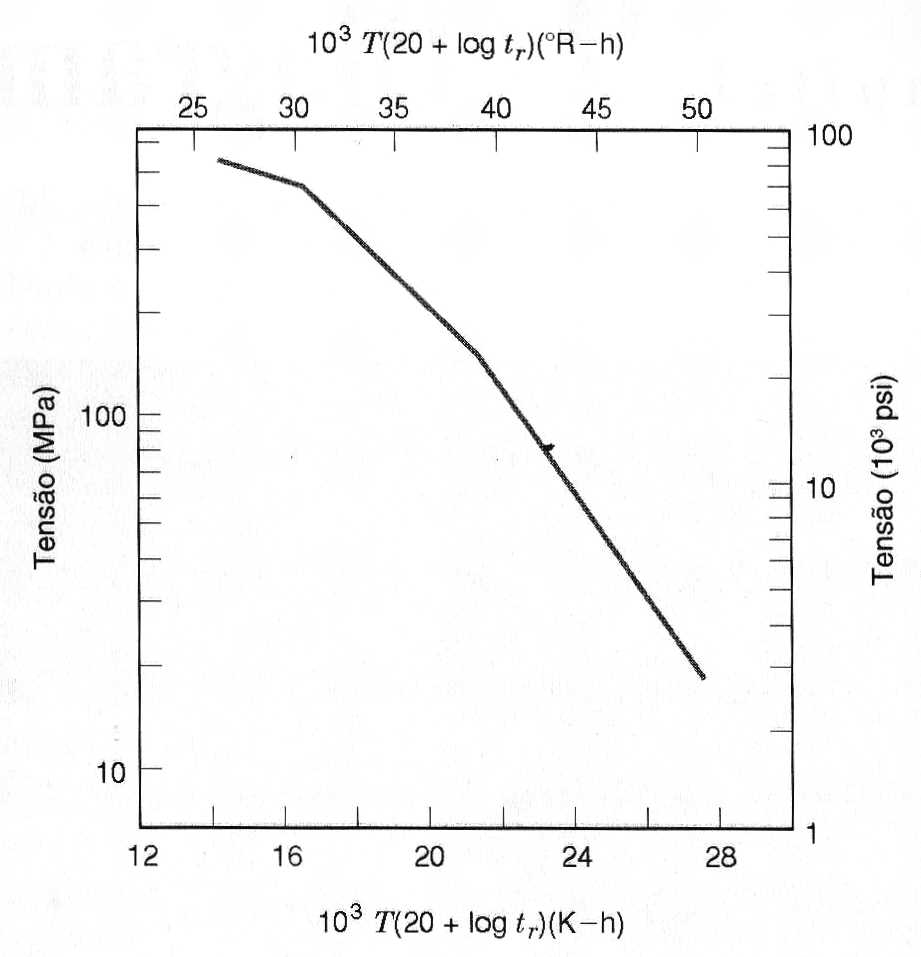 10³ T(20 + log tᵣ)(°R−h)
25 30 35 40 45 50
100
100
10
10
1
Tensão (MPa)
Tensão (10³ psi)
12 16 20 24 28
10³ T(20 + log tᵣ)(K−h)